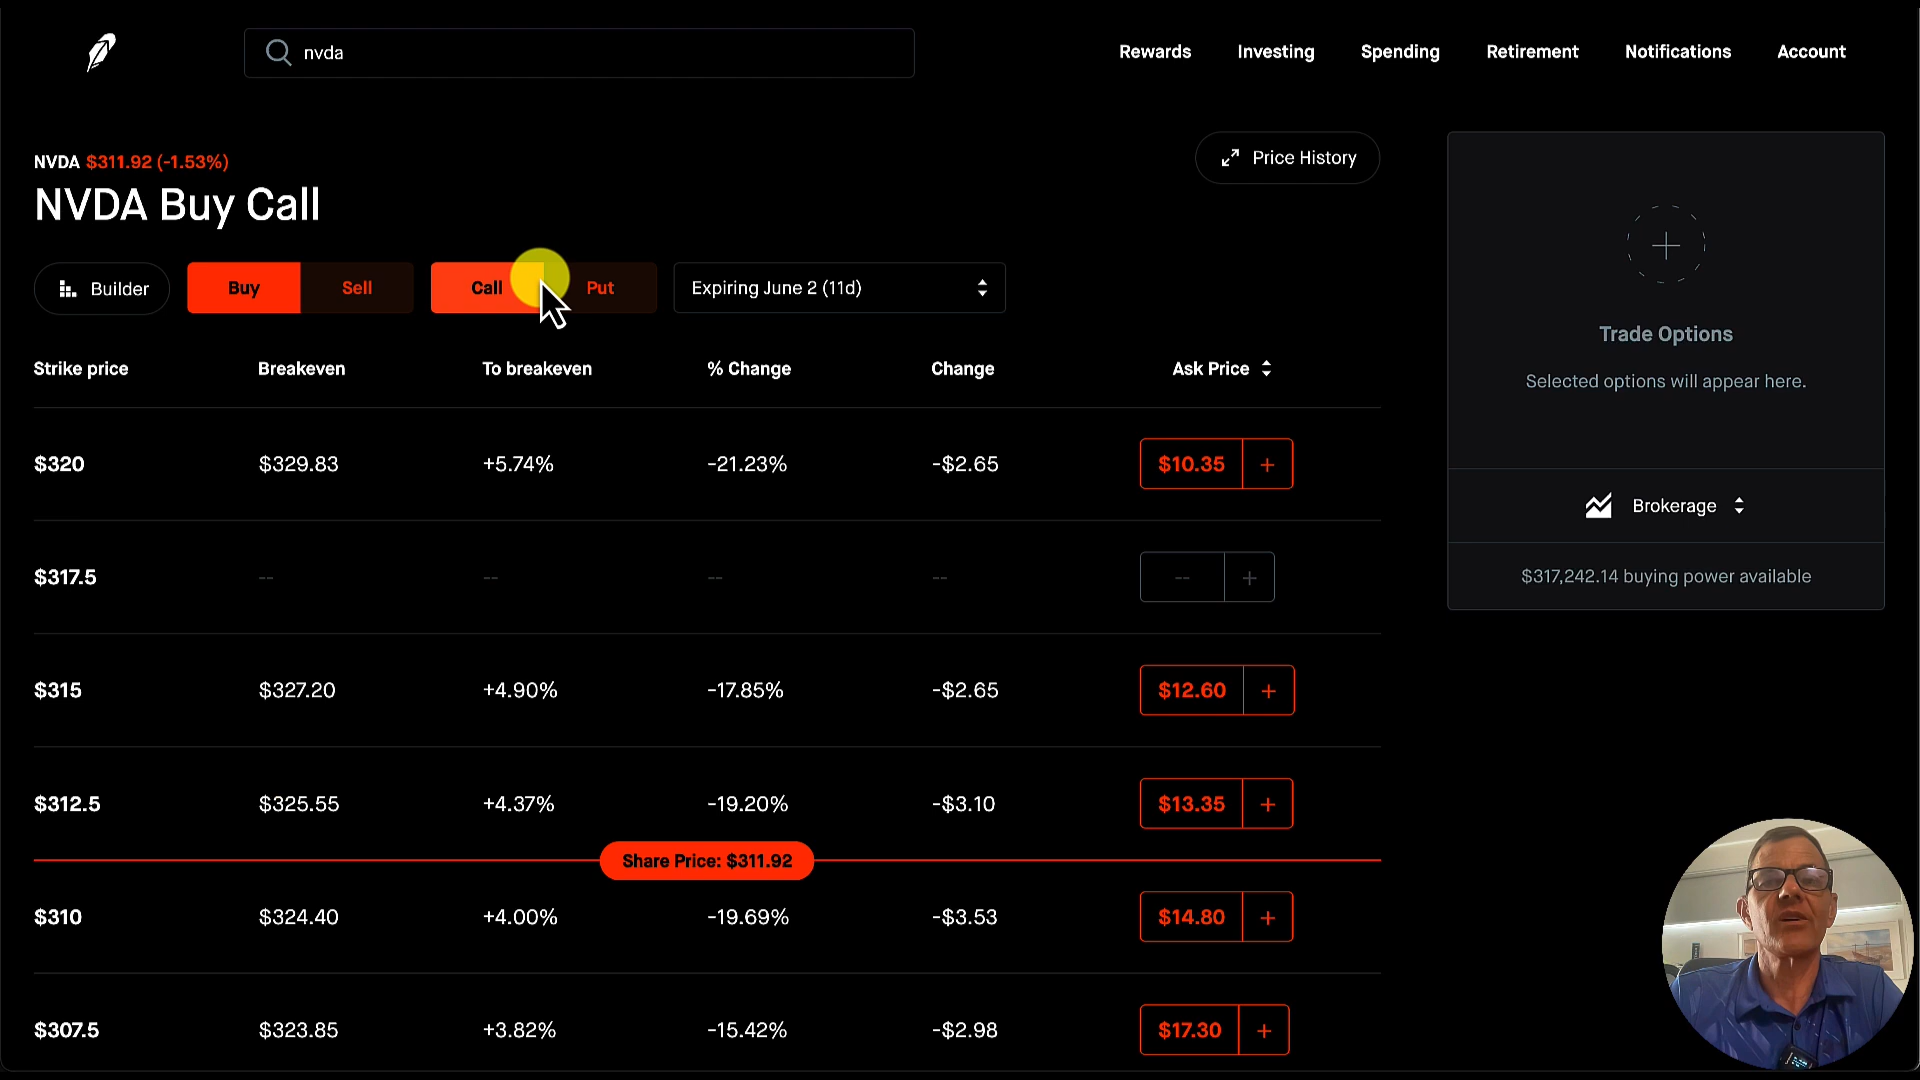 nvda
Rewards Investing Spending Retirement Notifications Account
NVDA $311.92 (-1.53%)
NVDA Buy Call
Price History
Builder Buy Sell Call Put Expiring June 2 (11d)
Strike price Breakeven To breakeven % Change Change Ask Price
$320 $329.83 +5.74% -21.23% -$2.65 $10.35 +
$317.5 -- -- -- -- -- +
$315 $327.20 +4.90% -17.85% -$2.65 $12.60 +
$312.5 $325.55 +4.37% -19.20% -$3.10 $13.35 +
Share Price: $311.92
$310 $324.40 +4.00% -19.69% -$3.53 $14.80 +
$307.5 $323.85 +3.82% -15.42% -$2.98 $17.30 +
Trade Options
Selected options will appear here.
Brokerage
$317,242.14 buying power available